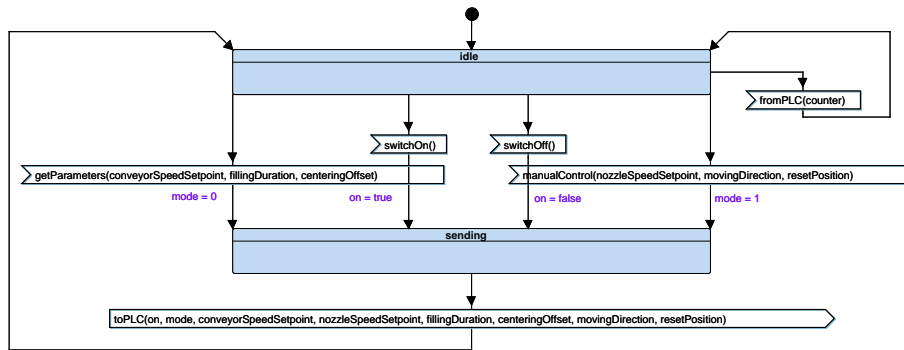 idle
fromPLC(counter)
switchOn()
switchOff()
getParameters(conveyorSpeedSetpoint, fillingDuration, centeringOffset)
manualControl(nozzleSpeedSetpoint, movingDirection, resetPosition)
mode = 0
on = true
on = false
mode = 1
sending
toPLC(on, mode, conveyorSpeedSetpoint, nozzleSpeedSetpoint, fillingDuration, centeringOffset, movingDirection, resetPosition)